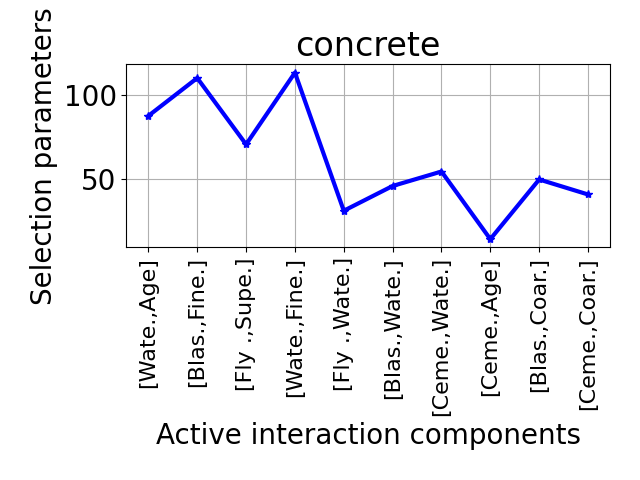 concrete
Selection parameters
100
50
[Wate.,Age]
[Blas.,Fine.]
[Fly .,Supe.]
[Wate.,Fine.]
[Fly .,Wate.]
[Blas.,Wate.]
[Ceme.,Wate.]
[Ceme.,Age]
[Blas.,Coar.]
[Ceme.,Coar.]
Active interaction components